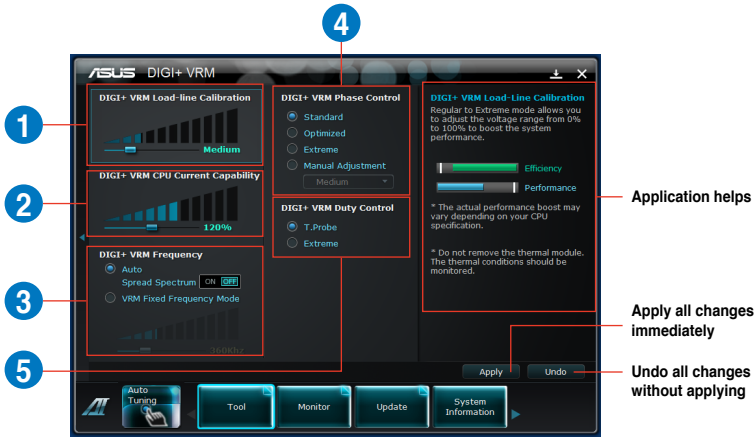 4
ASUS DIGI+ VRM
1
DIGI+ VRM Load-line Calibration
Medium
2
DIGI+ VRM CPU Current Capability
120%
3
DIGI+ VRM Frequency
Auto
Spread Spectrum ON OFF
VRM Fixed Frequency Mode
360Khz
DIGI+ VRM Phase Control
Standard
Optimized
Extreme
Manual Adjustment
Medium
DIGI+ VRM Duty Control
T.Probe
Extreme
5
DIGI+ VRM Load-Line Calibration
Regular to Extreme mode allows you
to adjust the voltage range from 0%
to 100% to boost the system
performance.
Efficiency
Performance
* The actual performance boost may
vary depending on your CPU
specification.
* Do not remove the thermal module.
The thermal conditions should be
monitored.
Application helps
Apply all changes
immediately
Undo all changes
without applying
Apply Undo
Auto
Tuning
Tool
Monitor
Update
System
Information